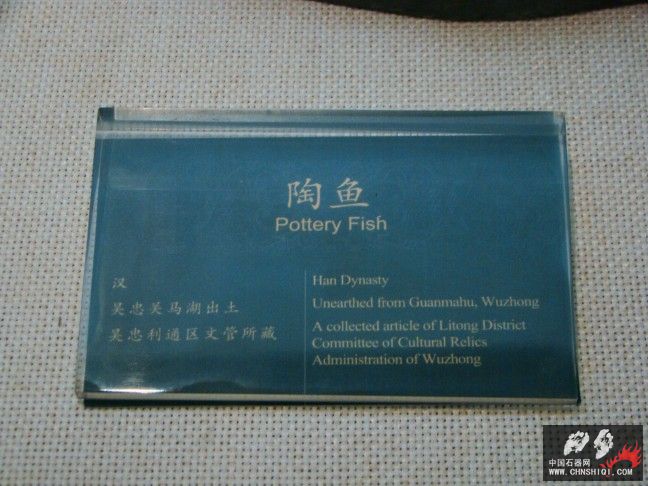 陶鱼
Pottery Fish
汉
吴忠关马湖出土
吴忠利通区文管所藏
Han Dynasty
Unearthed from Guanmahu, Wuzhong
A collected article of Litong District
Committee of Cultural Relics
Administration of Wuzhong
中国石器网
WWW.CHNSHIQI.COM